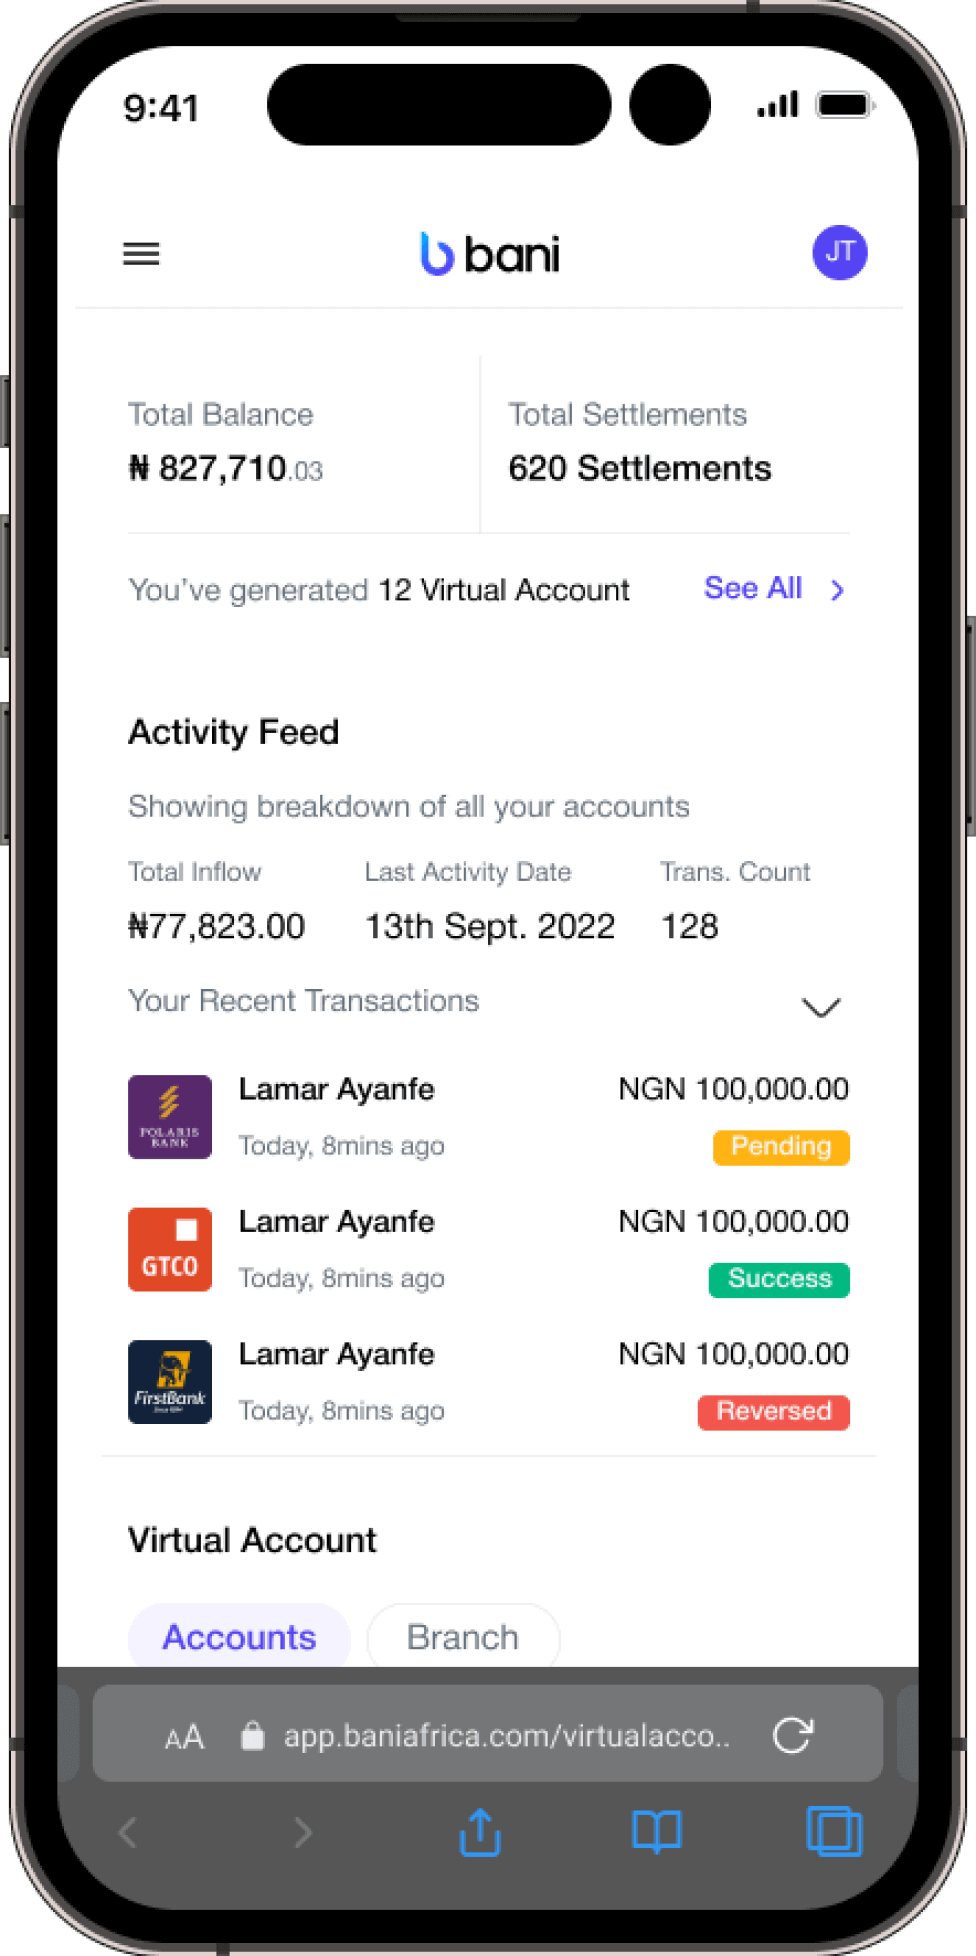 9:41
bani
JT
Total Balance
Total Settlements
₦ 827,710.03
620 Settlements
You’ve generated 12 Virtual Account
See All
Activity Feed
Showing breakdown of all your accounts
Total Inflow
Last Activity Date
Trans. Count
₦77,823.00
13th Sept. 2022
128
Your Recent Transactions
Lamar Ayanfe
NGN 100,000.00
POLARIS
BANK
Today, 8mins ago
Pending
Lamar Ayanfe
NGN 100,000.00
GTCO
Today, 8mins ago
Success
Lamar Ayanfe
NGN 100,000.00
FirstBank
Today, 8mins ago
Reversed
Virtual Account
Accounts
Branch
AA
app.baniafrica.com/virtualacco..